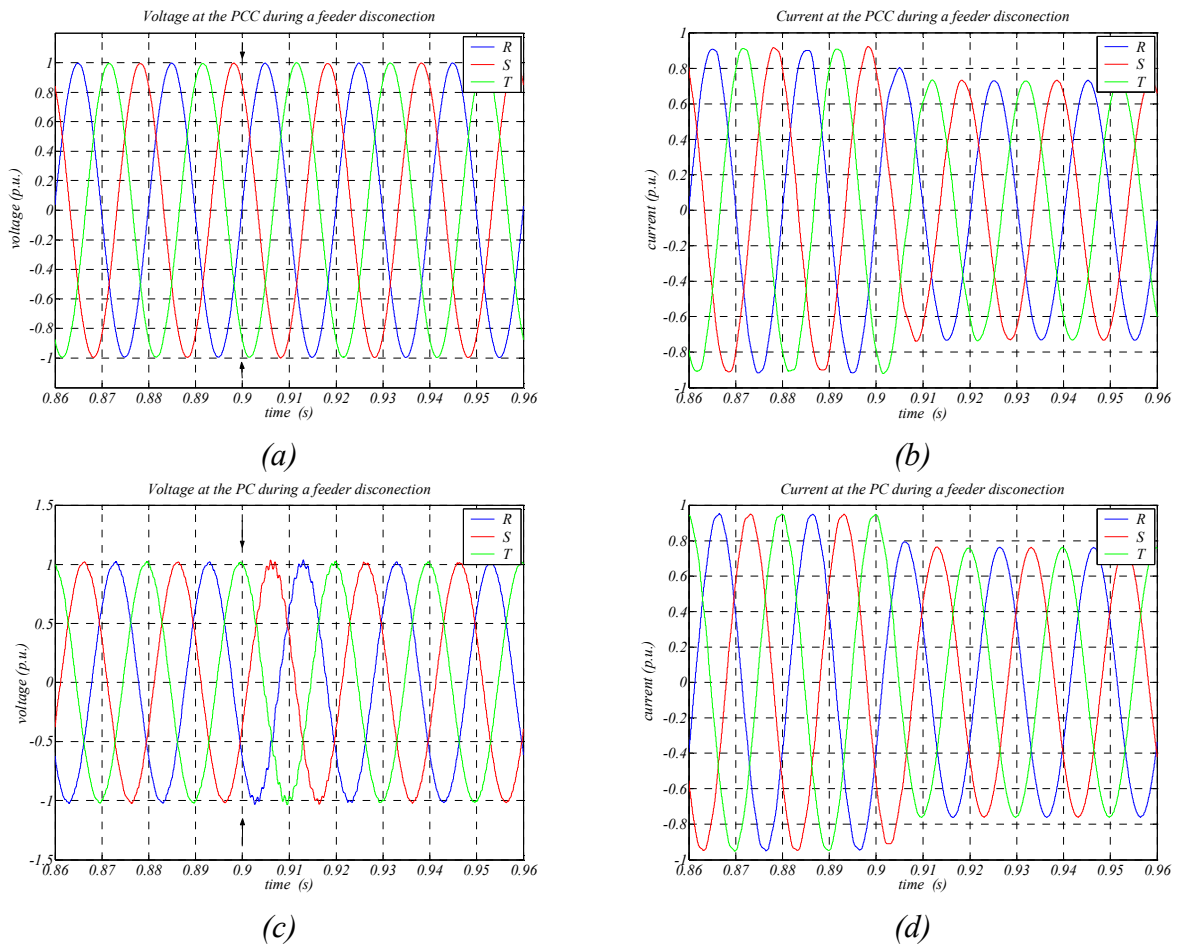 Voltage at the PCC during a feeder disconection
voltage (p.u.)
1
0.8
0.6
0.4
0.2
0
-0.2
-0.4
-0.6
-0.8
-1
0.86 0.87 0.88 0.89 0.9 0.91 0.92 0.93 0.94 0.95 0.96
time (s)
R
S
T
(a)
Current at the PCC during a feeder disconection
current (p.u.)
1
0.8
0.6
0.4
0.2
0
-0.2
-0.4
-0.6
-0.8
-1
0.86 0.87 0.88 0.89 0.9 0.91 0.92 0.93 0.94 0.95 0.96
time (s)
R
S
T
(b)
Voltage at the PC during a feeder disconection
voltage (p.u.)
1.5
1
0.5
0
-0.5
-1
-1.5
0.86 0.87 0.88 0.89 0.9 0.91 0.92 0.93 0.94 0.95 0.96
time (s)
R
S
T
(c)
Current at the PC during a feeder disconection
current (p.u.)
1
0.8
0.6
0.4
0.2
0
-0.2
-0.4
-0.6
-0.8
-1
0.86 0.87 0.88 0.89 0.9 0.91 0.92 0.93 0.94 0.95 0.96
time (s)
R
S
T
(d)